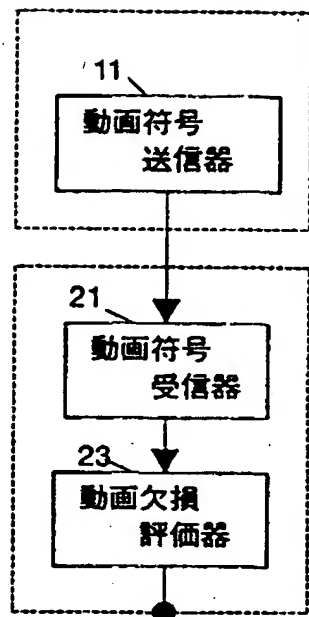 11
動画符号
送信器
21
動画符号
受信器
23
動画欠損
評価器